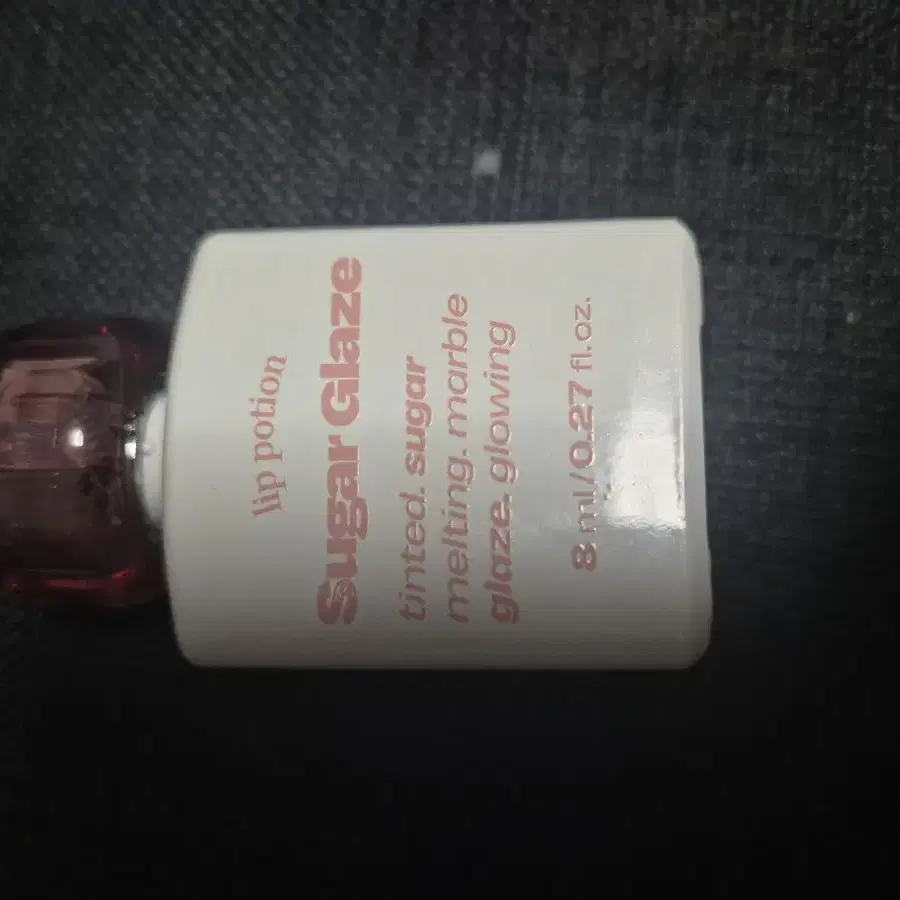 lip potion
Sugar Glaze
tinted. sugar
melting. marble
glaze. glowing
8 ml / 0.27 fl. oz.